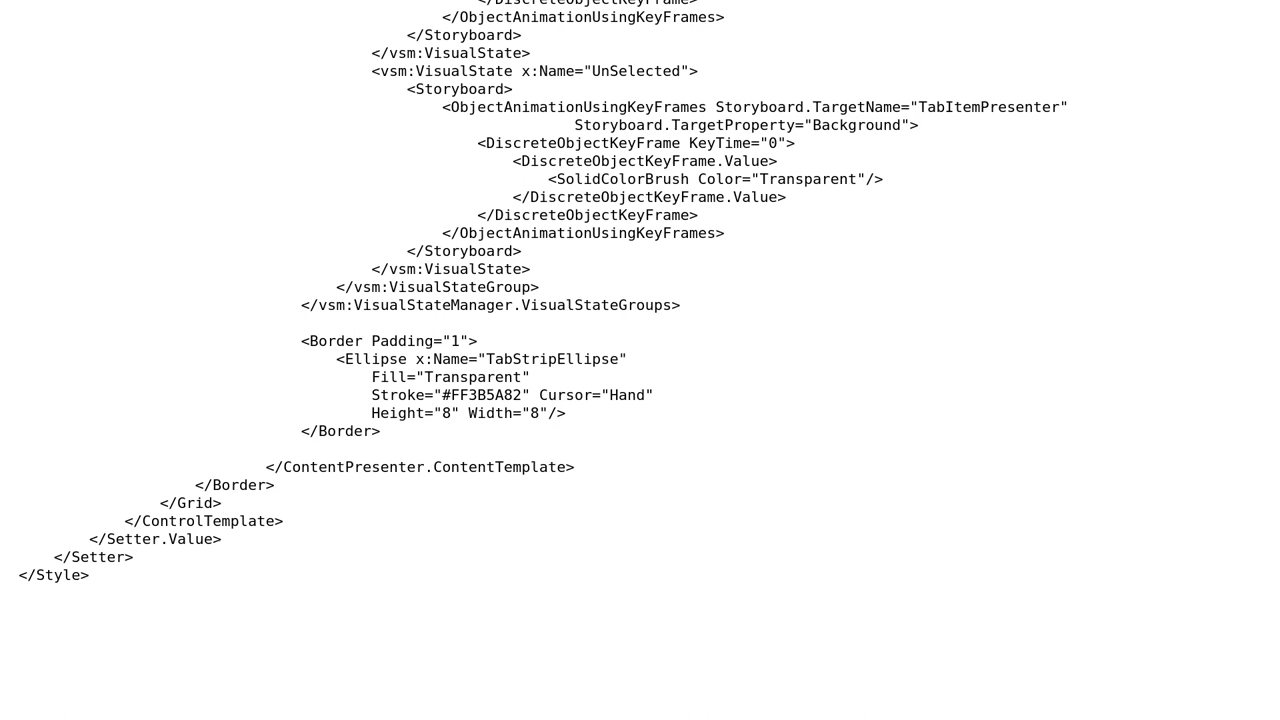 </DiscreteObjectKeyFrame>
</ObjectAnimationUsingKeyFrames>
</Storyboard>
</vsm:VisualState>
<vsm:VisualState x:Name="UnSelected">
<Storyboard>
<ObjectAnimationUsingKeyFrames Storyboard.TargetName="TabItemPresenter"
Storyboard.TargetProperty="Background">
<DiscreteObjectKeyFrame KeyTime="0">
<DiscreteObjectKeyFrame.Value>
<SolidColorBrush Color="Transparent"/>
</DiscreteObjectKeyFrame.Value>
</DiscreteObjectKeyFrame>
</ObjectAnimationUsingKeyFrames>
</Storyboard>
</vsm:VisualState>
</vsm:VisualStateGroup>
</vsm:VisualStateManager.VisualStateGroups>
<Border Padding="1">
<Ellipse x:Name="TabStripEllipse"
Fill="Transparent"
Stroke="#FF3B5A82" Cursor="Hand"
Height="8" Width="8"/>
</Border>
</ContentPresenter.ContentTemplate>
</Border>
</Grid>
</ControlTemplate>
</Setter.Value>
</Setter>
</Style>